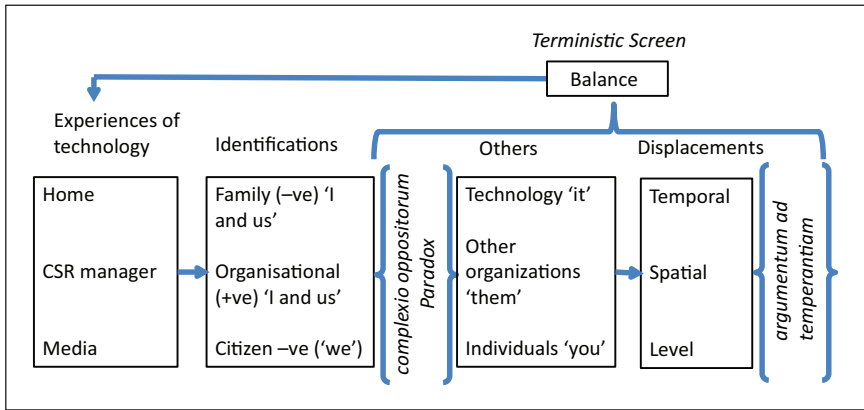 Terministic Screen
Balance
Experiences of
technology
Identifications
Others
Displacements
Home
CSR manager
Media
Family (–ve) ‘I
and us’
Organisational
(+ve) ‘I and us’
Citizen –ve (‘we’)
complexio oppositorum
Paradox
Technology ‘it’
Other
organizations
‘them’
Individuals ‘you’
Temporal
Spatial
Level
argumentum ad
temperantiam